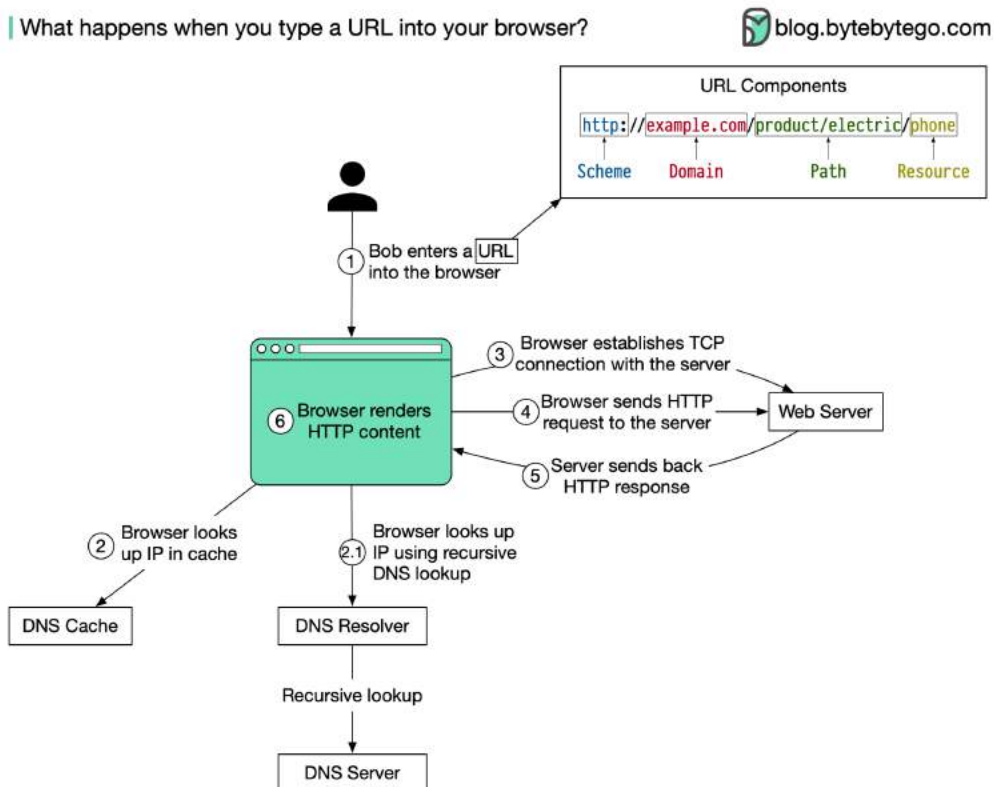 What happens when you type a URL into your browser?
blog.bytebytego.com
URL Components
http://example.com/product/electric/phone
Scheme
Domain
Path
Resource
1
Bob enters a URL
into the browser
3
Browser establishes TCP
connection with the server
6
Browser renders
HTTP content
4
Browser sends HTTP
request to the server
Web Server
5
Server sends back
HTTP response
2
Browser looks
up IP in cache
2.1
Browser looks up
IP using recursive
DNS lookup
DNS Cache
DNS Resolver
Recursive lookup
DNS Server